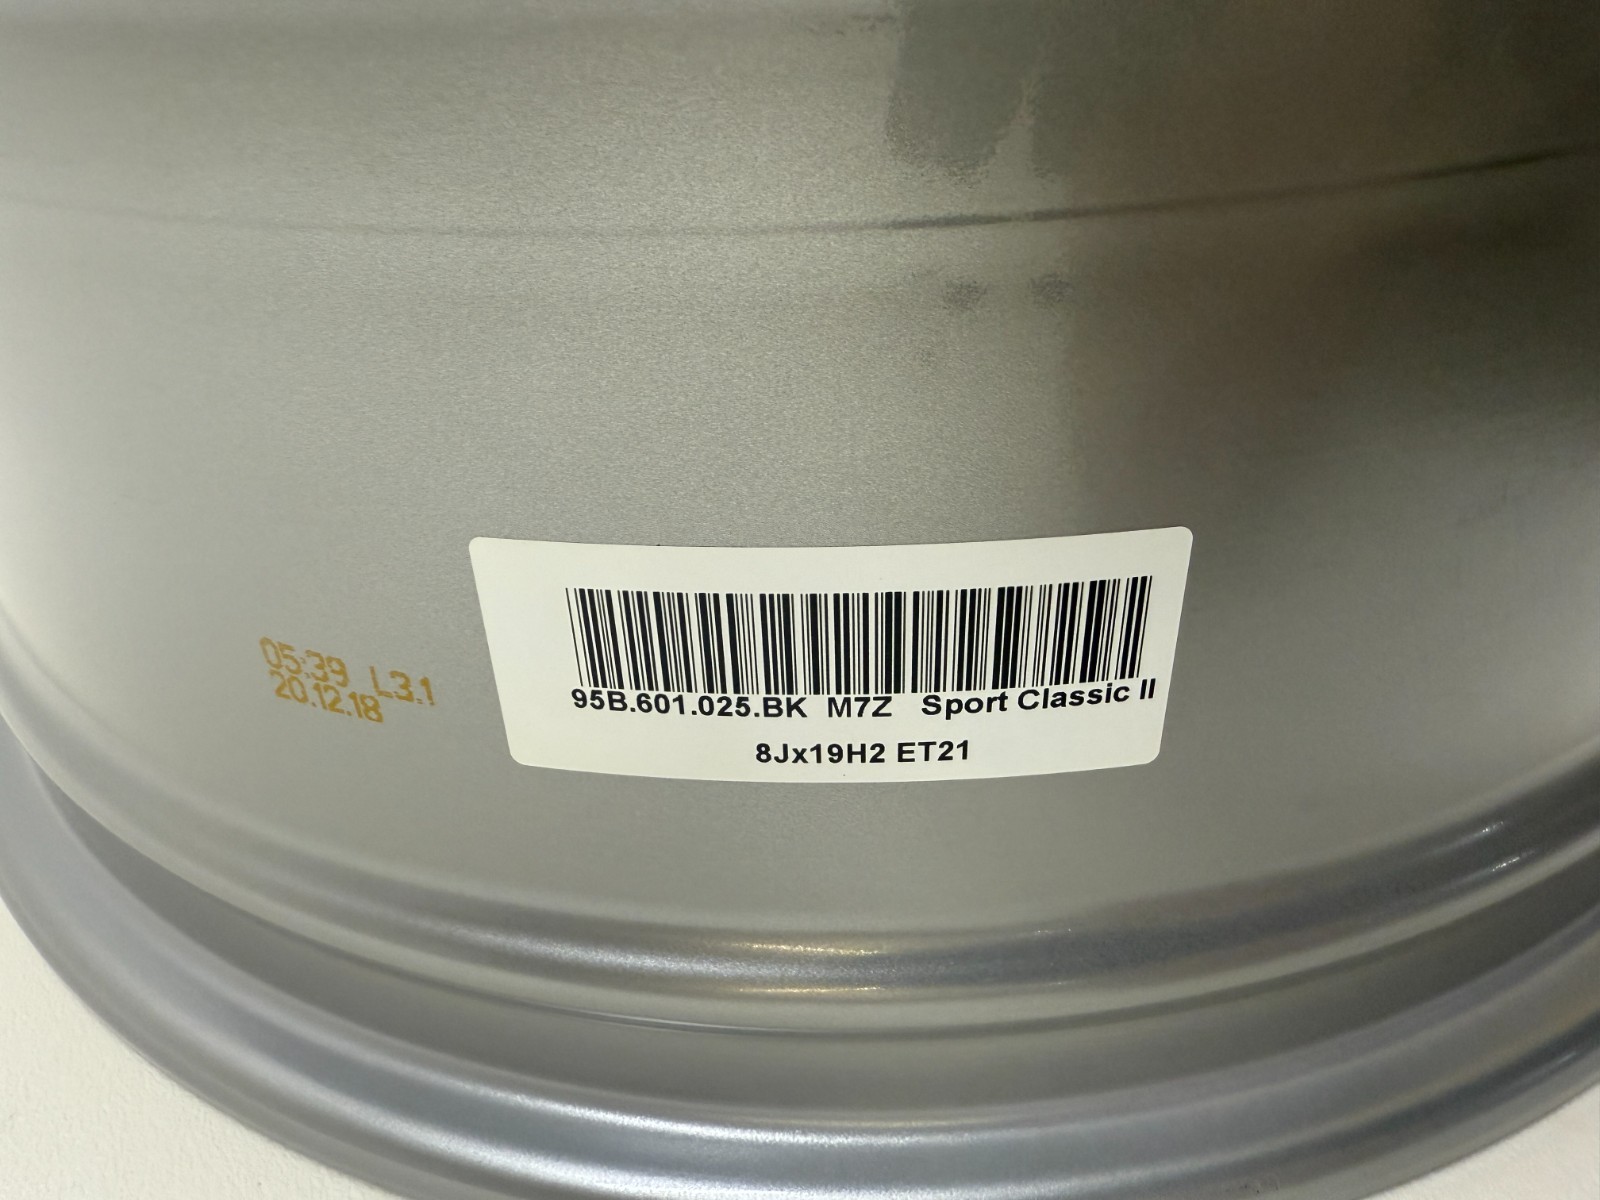 05:39 L3.1
20.12.18
95B.601.025.BK M7Z Sport Classic II
8Jx19H2 ET21